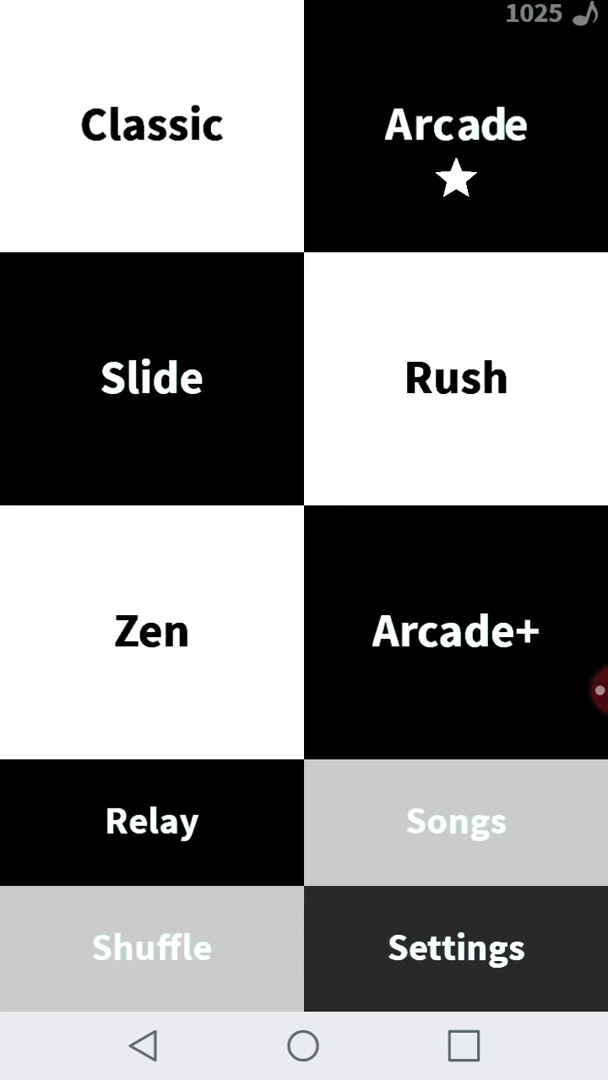 1025
Classic
Arcade
Slide
Rush
Zen
Arcade+
Relay
Songs
Shuffle
Settings